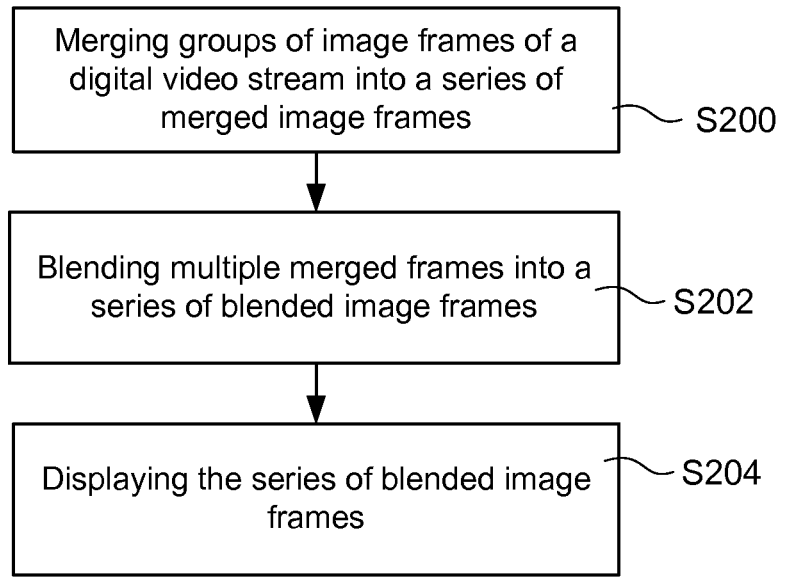 Merging groups of image frames of a
digital video stream into a series of
merged image frames
S200
Blending multiple merged frames into a
series of blended image frames
S202
Displaying the series of blended image
frames
S204